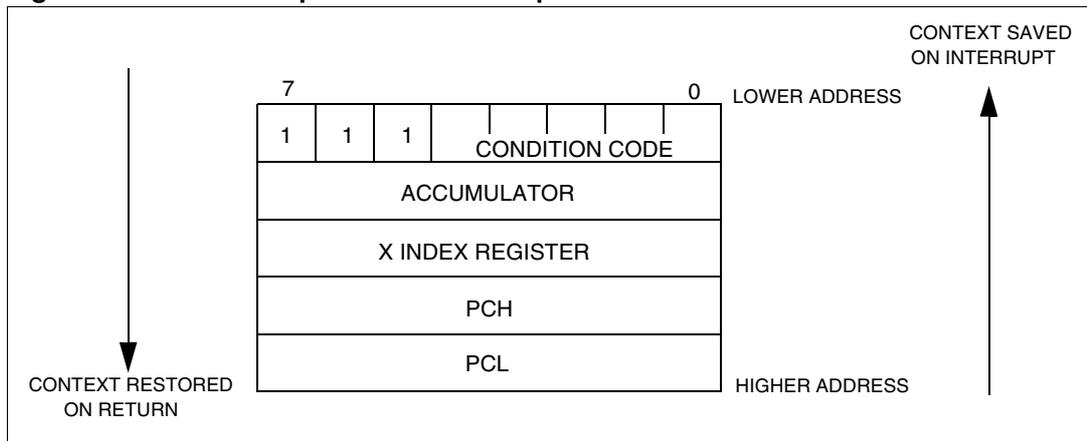 CONTEXT SAVED
ON INTERRUPT
7
0
LOWER ADDRESS
1 1 1
CONDITION CODE
ACCUMULATOR
X INDEX REGISTER
PCH
PCL
CONTEXT RESTORED
ON RETURN
HIGHER ADDRESS